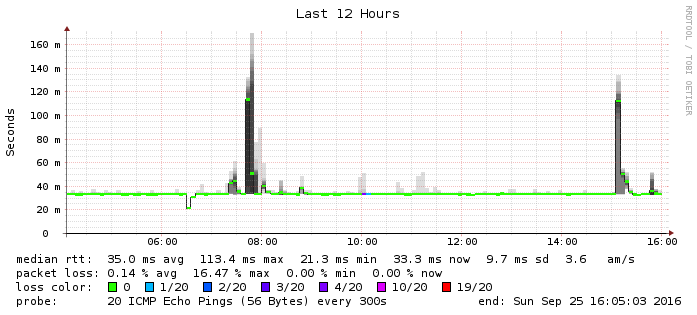 Last 12 Hours
RRDTOOL / TOBI OETIKER
Seconds
160 m
140 m
120 m
100 m
80 m
60 m
40 m
20 m
0
06:00 08:00 10:00 12:00 14:00 16:00
median rtt: 35.0 ms avg 113.4 ms max 21.3 ms min 33.3 ms now 9.7 ms sd 3.6 am/s
packet loss: 0.14 % avg 16.47 % max 0.00 % min 0.00 % now
loss color: 0 1/20 2/20 3/20 4/20 10/20 19/20
probe: 20 ICMP Echo Pings (56 Bytes) every 300s end: Sun Sep 25 16:05:03 2016